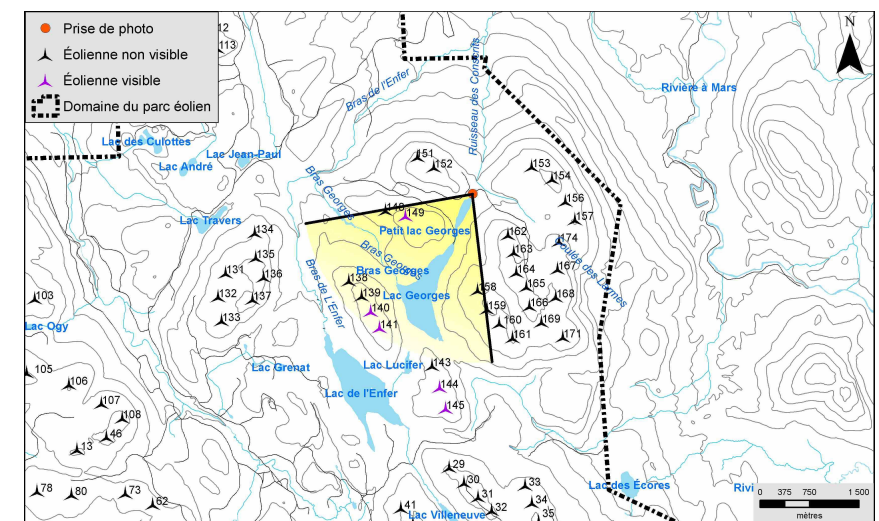 Prise de photo
Éolienne non visible
Éolienne visible
Domaine du parc éolien
12
113
N
Rivière à Mars
Ruisseau des Conscrits
Bras de l'Enfer
Lac des Culottes
Lac Jean-Paul
Lac André
151
152
153
154
Bras Georges
156
148
149
157
Lac Travers
Petit lac Georges
134
162
174
Coulée des Larmes
Bras Georges
163
135
Bras Georges
164
167
131
136
138
165
158
Bras de L'Enfer
139
Lac Georges
103
132
137
168
166
140
159
133
141
160
169
Lac Ogy
161
171
143
Lac Lucifer
Lac Grenat
105
106
144
Lac de l'Enfer
107
145
108
46
13
29
30
33
Lac des Écores
Rivi
78
80
73
31
62
41
32
34
Lac Villeneuve
35
0 375 750 1 500
mètres